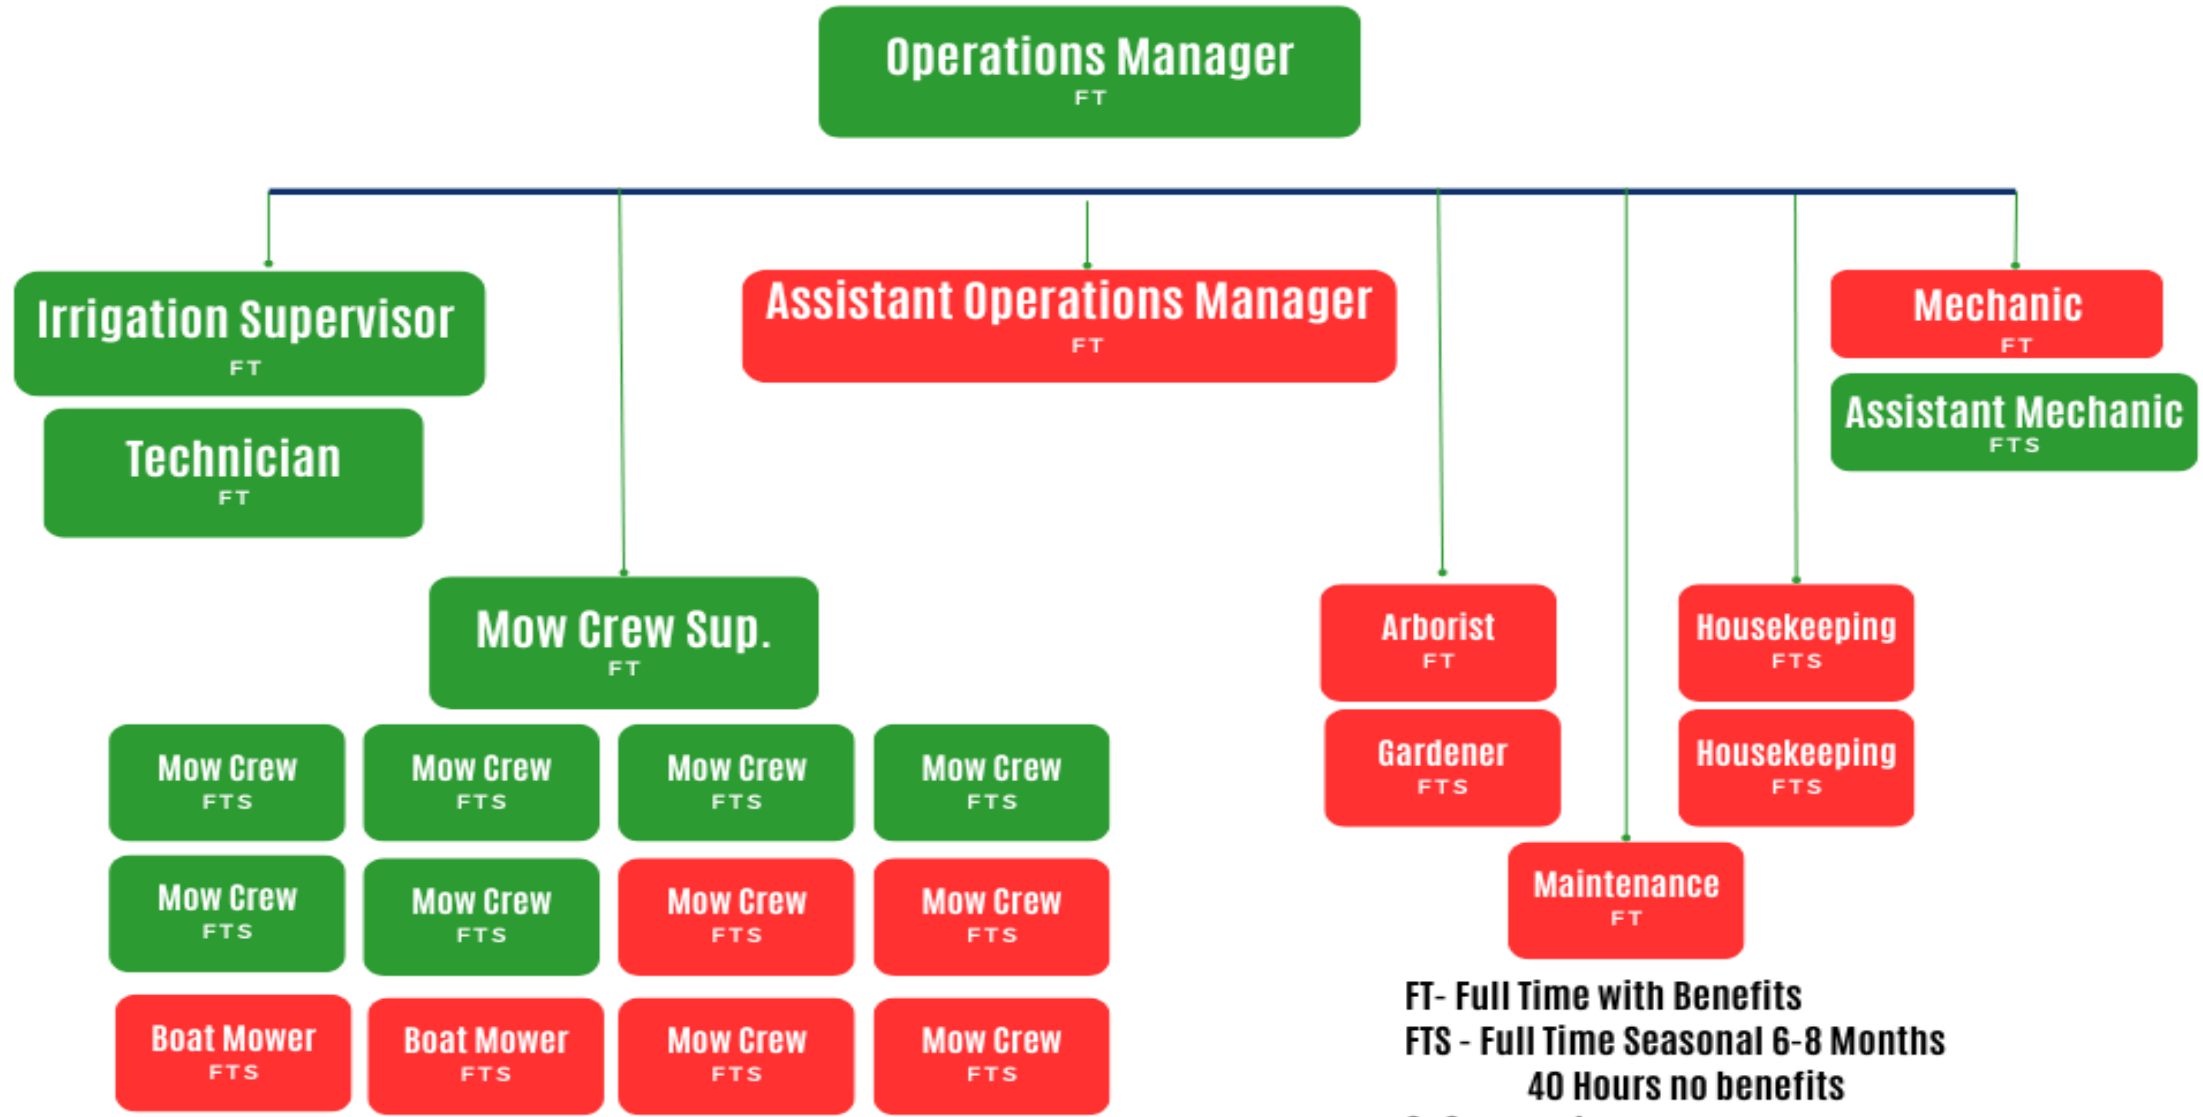 Operations Manager
FT
Irrigation Supervisor
FT
Technician
FT
Assistant Operations Manager
FT
Mechanic
FT
Assistant Mechanic
FTS
Mow Crew Sup.
FT
Mow Crew
FTS
Mow Crew
FTS
Mow Crew
FTS
Mow Crew
FTS
Mow Crew
FTS
Mow Crew
FTS
Mow Crew
FTS
Mow Crew
FTS
Boat Mower
FTS
Boat Mower
FTS
Mow Crew
FTS
Mow Crew
FTS
Arborist
FT
Gardener
FTS
Housekeeping
FTS
Housekeeping
FTS
Maintenance
FT
FT- Full Time with Benefits
FTS - Full Time Seasonal 6-8 Months
40 Hours no benefits